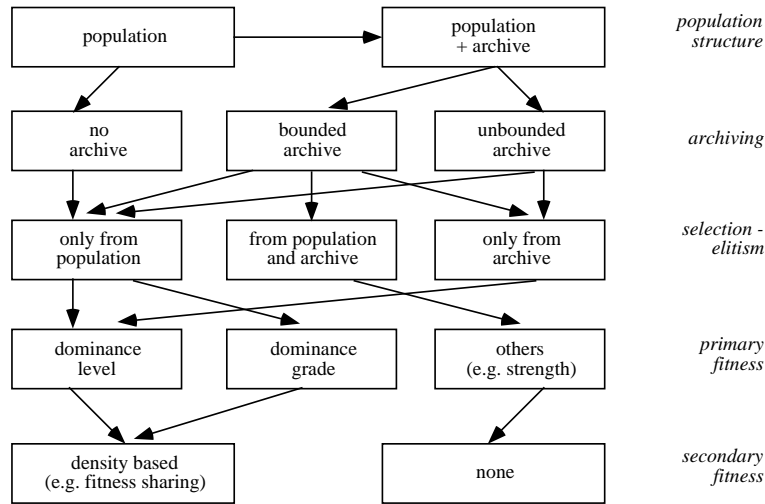 population
population
+ archive
population
structure
no
archive
bounded
archive
unbounded
archive
archiving
only from
population
from population
and archive
only from
archive
selection -
elitism
dominance
level
dominance
grade
others
(e.g. strength)
primary
fitness
density based
(e.g. fitness sharing)
none
secondary
fitness